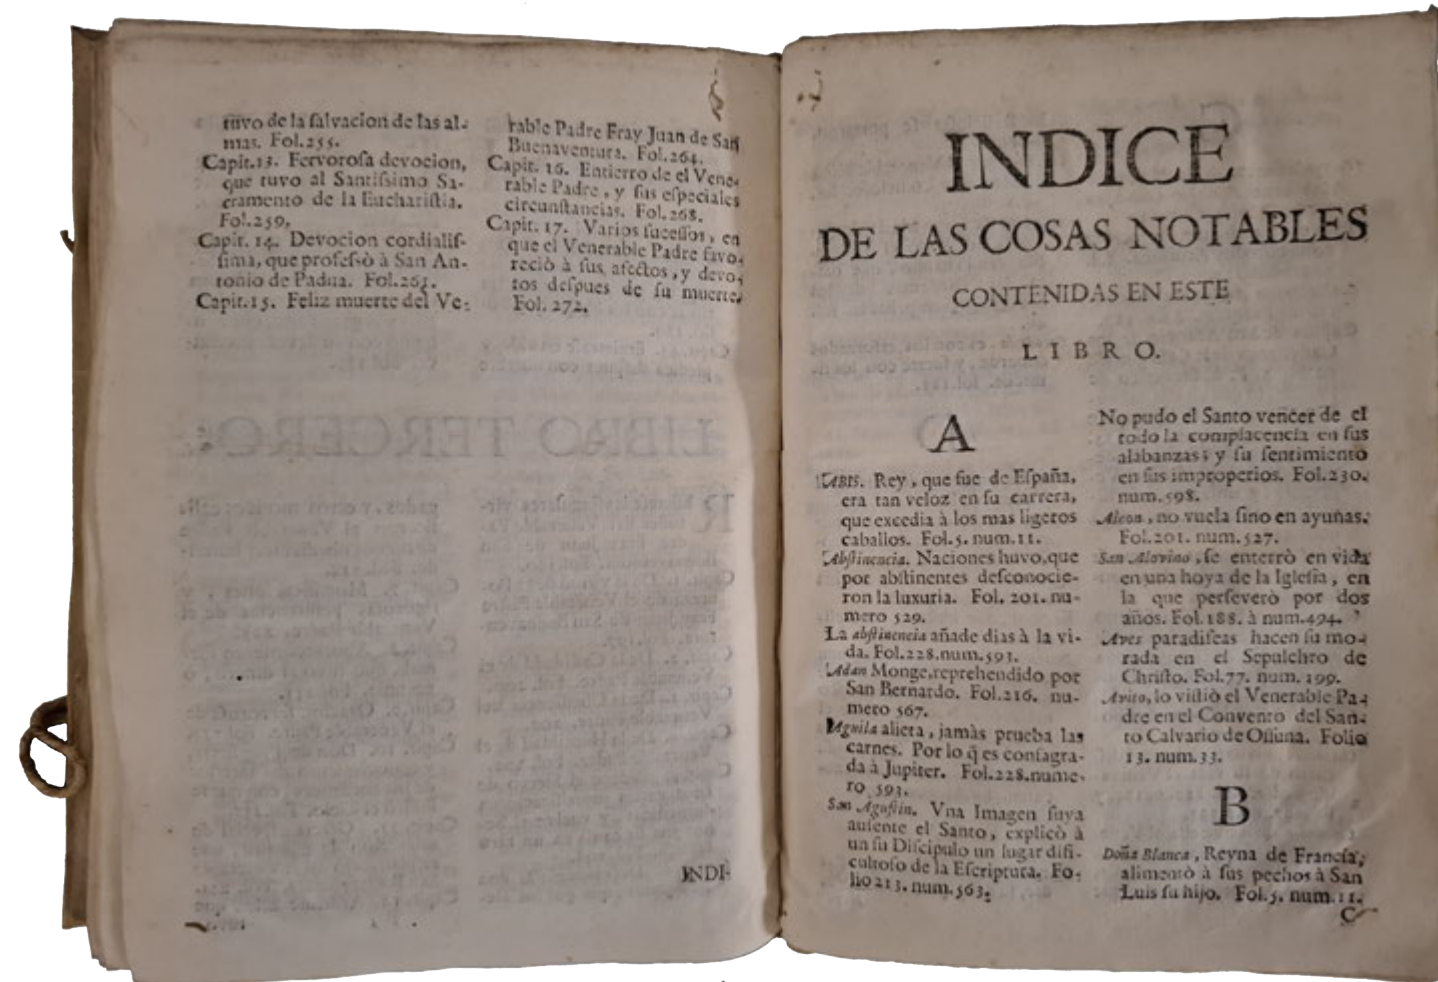 tuvo de la salvacion de las al-
mas. Fol.255.
Capit.13. Fervorosa devocion,
que tuvo al Santissimo Sa-
cramento de la Eucharistia.
Fol.259.
Capit. 14. Devocion cordialis-
sima, que professò à San An-
tonio de Padua. Fol.261.
Capit.15. Feliz muerte del Ve-
rable Padre Fray Juan de San
Buenaventura. Fol.264.
Capit. 16. Entierro de el Vene-
rable Padre, y sus especiales
circunstancias. Fol.268.
Capit. 17. Varios sucessos, en
que el Venerable Padre favo-
reciò à sus afectos, y devo-
tos despues de su muerte.
Fol. 272.
INDI-
INDICE
DE LAS COSAS NOTABLES
CONTENIDAS EN ESTE
LIBRO.
A
ABIS. Rey, que fue de España,
era tan veloz en su carrera,
que excedia à los mas ligeros
caballos. Fol.5. num.11.
Abstinencia. Naciones huvo, que
por abstinentes desconocie-
ron la luxuria. Fol. 201. nu-
mero 529.
La abstinencia añade dias à la vi-
da. Fol.228.num.593.
Adan Monge, reprehendido por
San Bernardo. Fol.216. nu-
mero 567.
Aguila alieta, jamàs prueba las
carnes. Por lo q̃ es consagra-
da à Jupiter. Fol.228.nume-
ro 593.
San Agustin. Vna Imagen suya
ausente el Santo, explicò à
un su Discipulo un lugar difi-
cultoso de la Escriptura. Fo-
lio 213. num.563.
No pudo el Santo vencer de el
todo la complacencia en sus
alabanzas; y su sentimiento
en sus improperios. Fol.230.
num.598.
Alcon, no vuela sino en ayunas.
Fol.201. num.527.
San Alovino, se enterrò en vida
en una hoya de la Iglesia, en
la que perseverò por dos
años. Fol.188. à num.494.
Aves paradiseas hacen su mo-
rada en el Sepulchro de
Christo. Fol.77. num. 199.
Avito, lo vistiò el Venerable Pa-
dre en el Convento del San-
to Calvario de Ossuna. Folio
13. num.33.
B
Doña Blanca, Reyna de Francia,
alimentò à sus pechos à San
Luis su hijo. Fol.5. num.11.
C